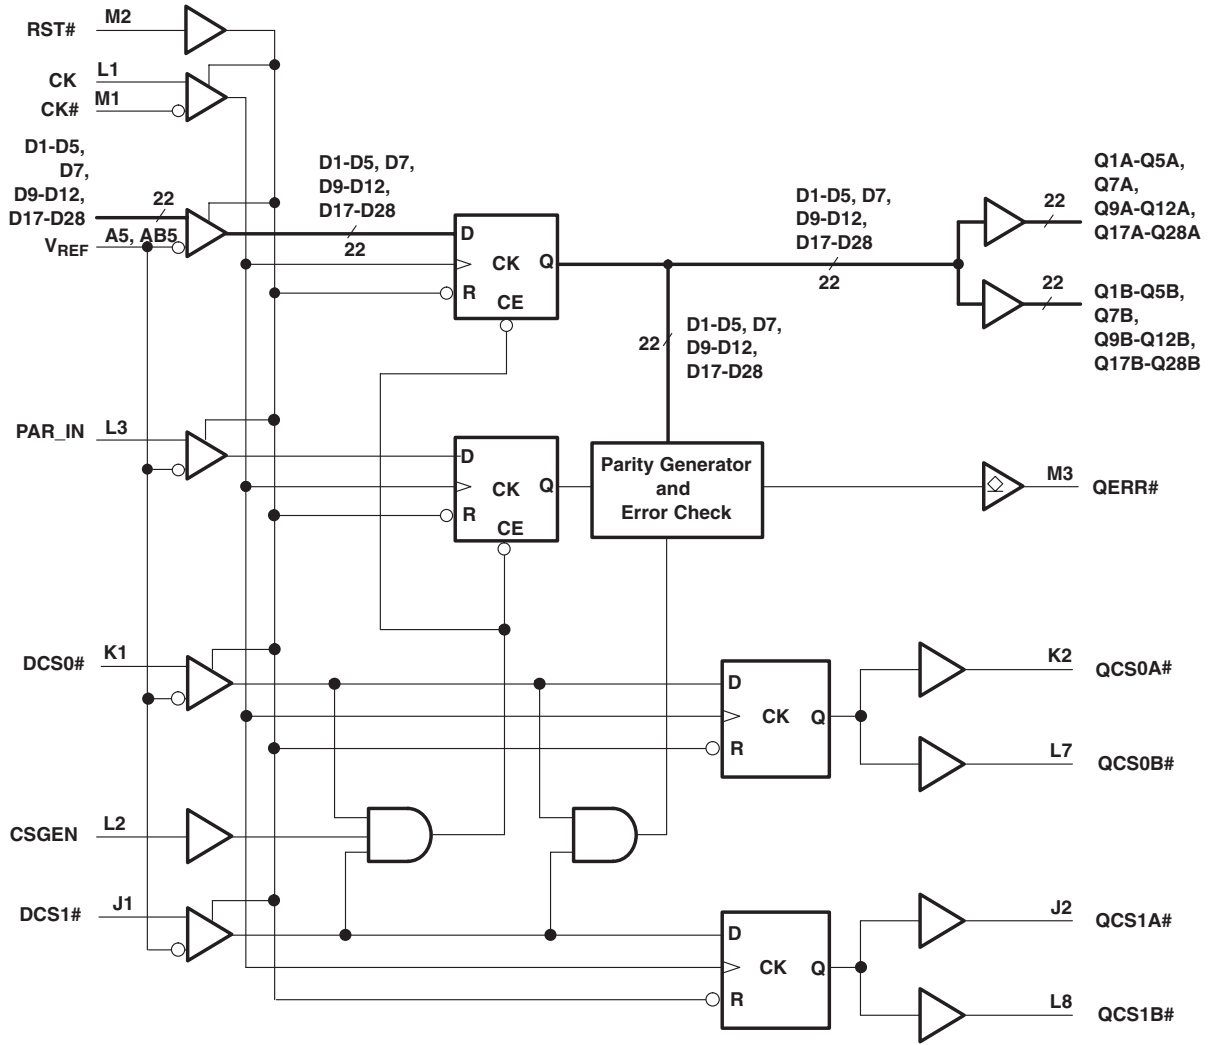 RST#
M2
CK
L1
CK#
M1
D1-D5,
D7,
D9-D12,
D17-D28
22
VREF
A5, AB5
D1-D5, D7,
D9-D12,
D17-D28
22
D
CK
Q
R
CE
D1-D5, D7,
D9-D12,
D17-D28
22
22
D1-D5, D7,
D9-D12,
D17-D28
22
Q1A-Q5A,
Q7A,
Q9A-Q12A,
Q17A-Q28A
22
Q1B-Q5B,
Q7B,
Q9B-Q12B,
Q17B-Q28B
PAR_IN
L3
D
CK
Q
R
CE
Parity Generator
and
Error Check
M3
QERR#
DCS0#
K1
D
CK
Q
R
K2
QCS0A#
L7
QCS0B#
CSGEN
L2
DCS1#
J1
D
CK
Q
R
J2
QCS1A#
L8
QCS1B#